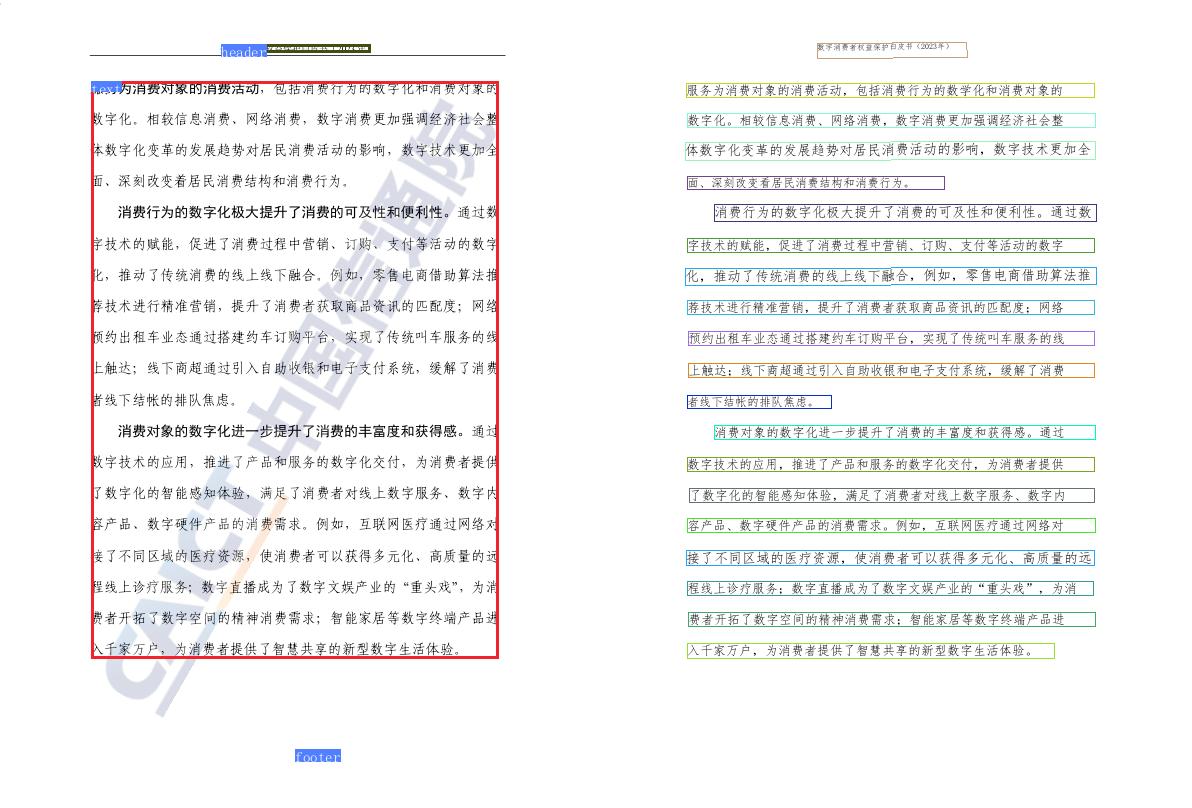 header
text
服务为消费对象的消费活动，包括消费行为的数字化和消费对象的
数字化。相较信息消费、网络消费，数字消费更加强调经济社会整
体数字化变革的发展趋势对居民消费活动的影响，数字技术更加全
面、深刻改变着居民消费结构和消费行为。
消费行为的数字化极大提升了消费的可及性和便利性。通过数
字技术的赋能，促进了消费过程中营销、订购、支付等活动的数字
化，推动了传统消费的线上线下融合。例如，零售电商借助算法推
荐技术进行精准营销，提升了消费者获取商品资讯的匹配度；网络
预约出租车业态通过搭建约车订购平台，实现了传统叫车服务的线
上触达；线下商超通过引入自助收银和电子支付系统，缓解了消费
者线下结帐的排队焦虑。
消费对象的数字化进一步提升了消费的丰富度和获得感。通过
数字技术的应用，推进了产品和服务的数字化交付，为消费者提供
了数字化的智能感知体验，满足了消费者对线上数字服务、数字内
容产品、数字硬件产品的消费需求。例如，互联网医疗通过网络对
接了不同区域的医疗资源，使消费者可以获得多元化、高质量的远
程线上诊疗服务；数字直播成为了数字文娱产业的“重头戏”，为消
费者开拓了数字空间的精神消费需求；智能家居等数字终端产品进
入千家万户，为消费者提供了智慧共享的新型数字生活体验。
CAICT 中国信通院
footer
数字消费者权益保护白皮书（2023年）
服务为消费对象的消费活动，包括消费行为的数学化和消费对象的
数字化。相较信息消费、网络消费，数字消费更加强调经济社会整
体数字化变革的发展趋势对居民消费活动的影响，数字技术更加全
面、深刻改变着居民消费结构和消费行为。
消费行为的数字化极大提升了消费的可及性和便利性。通过数
字技术的赋能，促进了消费过程中营销、订购、支付等活动的数字
化，推动了传统消费的线上线下融合，例如，零售电商借助算法推
荐技术进行精准营销，提升了消费者获取商品资讯的匹配度；网络
预约出租车业态通过搭建约车订购平台，实现了传统叫车服务的线
上触达；线下商超通过引入自助收银和电子支付系统，缓解了消费
者线下结帐的排队焦虑。
消费对象的数字化进一步提升了消费的丰富度和获得感。通过
数字技术的应用，推进了产品和服务的数字化交付，为消费者提供
了数字化的智能感知体验，满足了消费者对线上数字服务、数字内
容产品、数字硬件产品的消费需求。例如，互联网医疗通过网络对
接了不同区域的医疗资源，使消费者可以获得多元化、高质量的远
程线上诊疗服务；数字直播成为了数字文娱产业的“重头戏”，为消
费者开拓了数字空间的精神消费需求；智能家居等数字终端产品进
入千家万户，为消费者提供了智慧共享的新型数字生活体验。